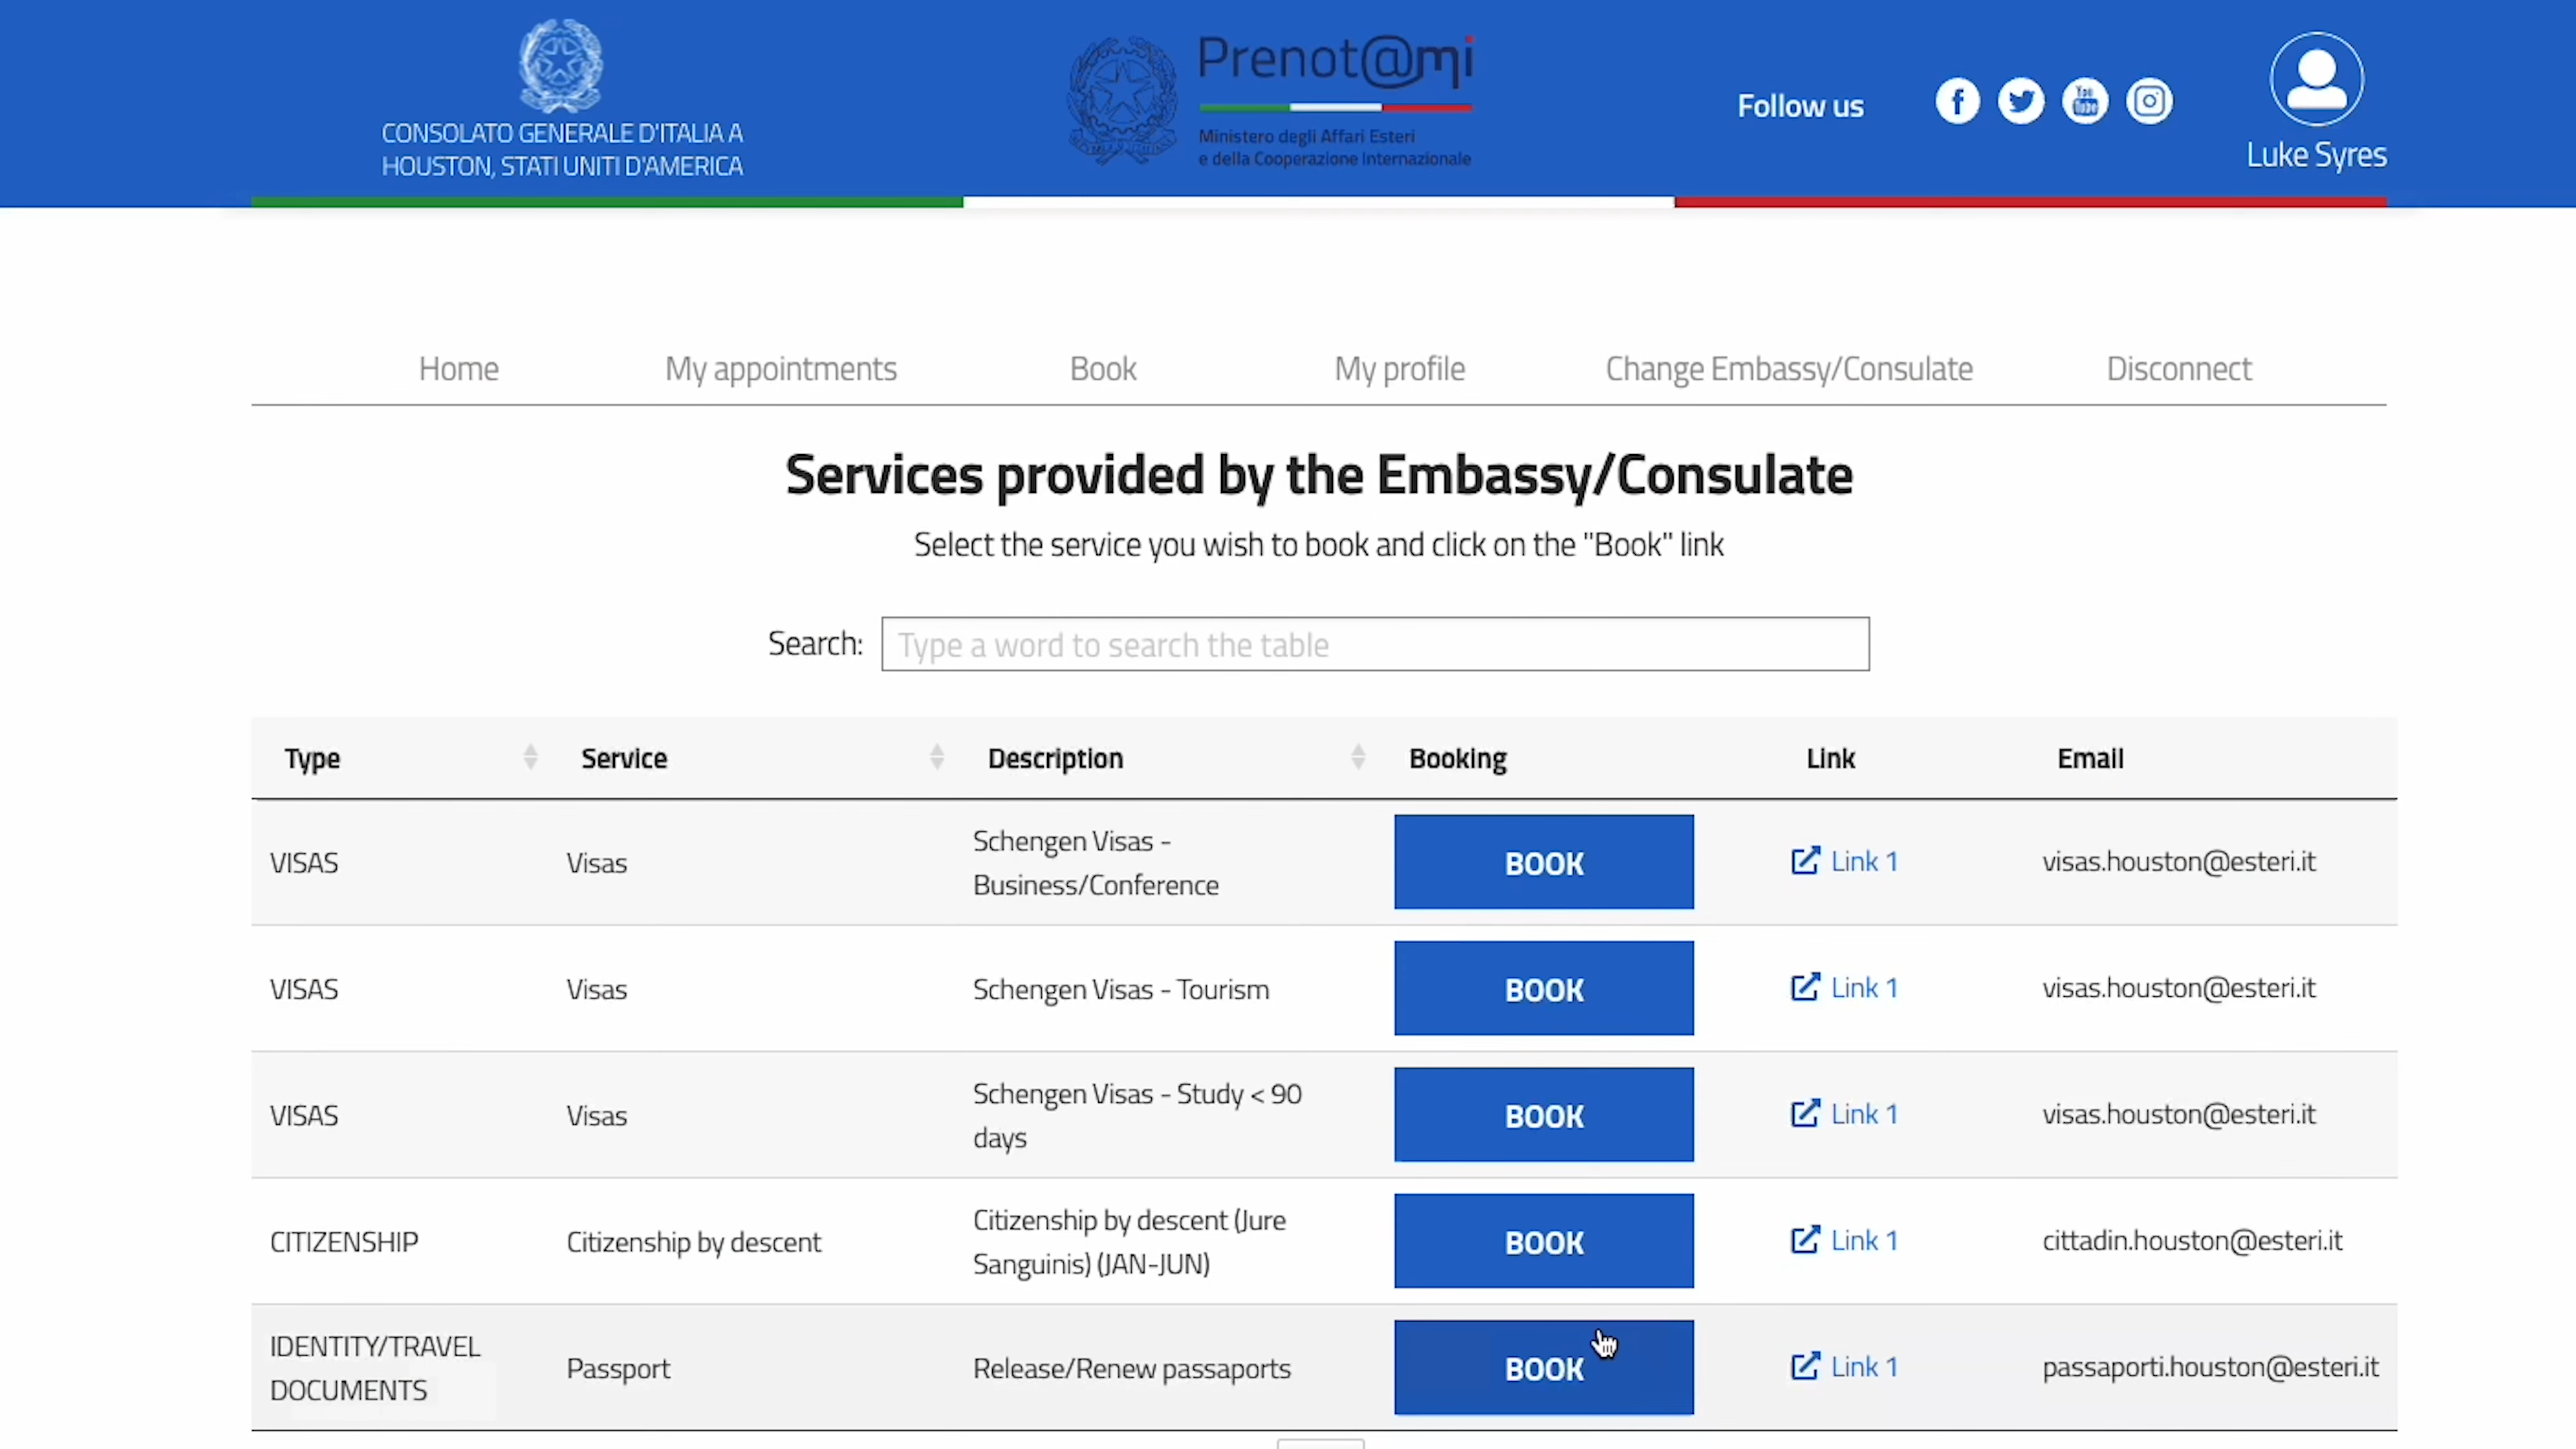 CONSOLATO GENERALE D'ITALIA A
HOUSTON, STATI UNITI D'AMERICA
Prenot@mi
Ministero degli Affari Esteri
e della Cooperazione Internazionale
Follow us
You
Tube
Luke Syres
Home My appointments Book My profile Change Embassy/Consulate Disconnect
Services provided by the Embassy/Consulate
Select the service you wish to book and click on the "Book" link
Search: Type a word to search the table
Type Service Description Booking Link Email
VISAS Visas Schengen Visas -
Business/Conference BOOK Link 1 visas.houston@esteri.it
VISAS Visas Schengen Visas - Tourism BOOK Link 1 visas.houston@esteri.it
VISAS Visas Schengen Visas - Study < 90
days BOOK Link 1 visas.houston@esteri.it
CITIZENSHIP Citizenship by descent Citizenship by descent (Jure
Sanguinis) (JAN-JUN) BOOK Link 1 cittadin.houston@esteri.it
IDENTITY/TRAVEL
DOCUMENTS Passport Release/Renew passaports BOOK Link 1 passaporti.houston@esteri.it